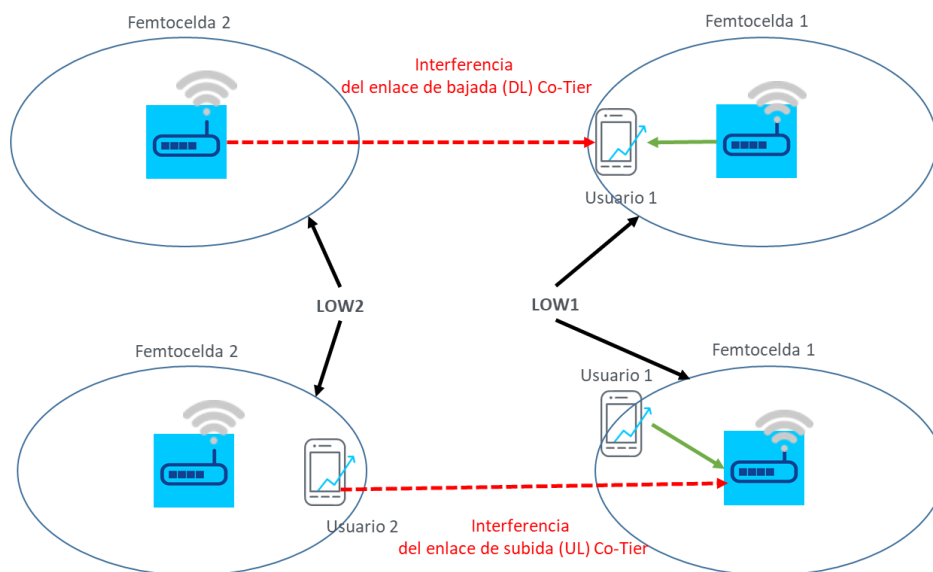 Femtocelda 2
Femtocelda 1
Interferencia
del enlace de bajada (DL) Co-Tier
Usuario 1
LOW2
LOW1
Femtocelda 2
Femtocelda 1
Usuario 1
Usuario 2
Interferencia
del enlace de subida (UL) Co-Tier